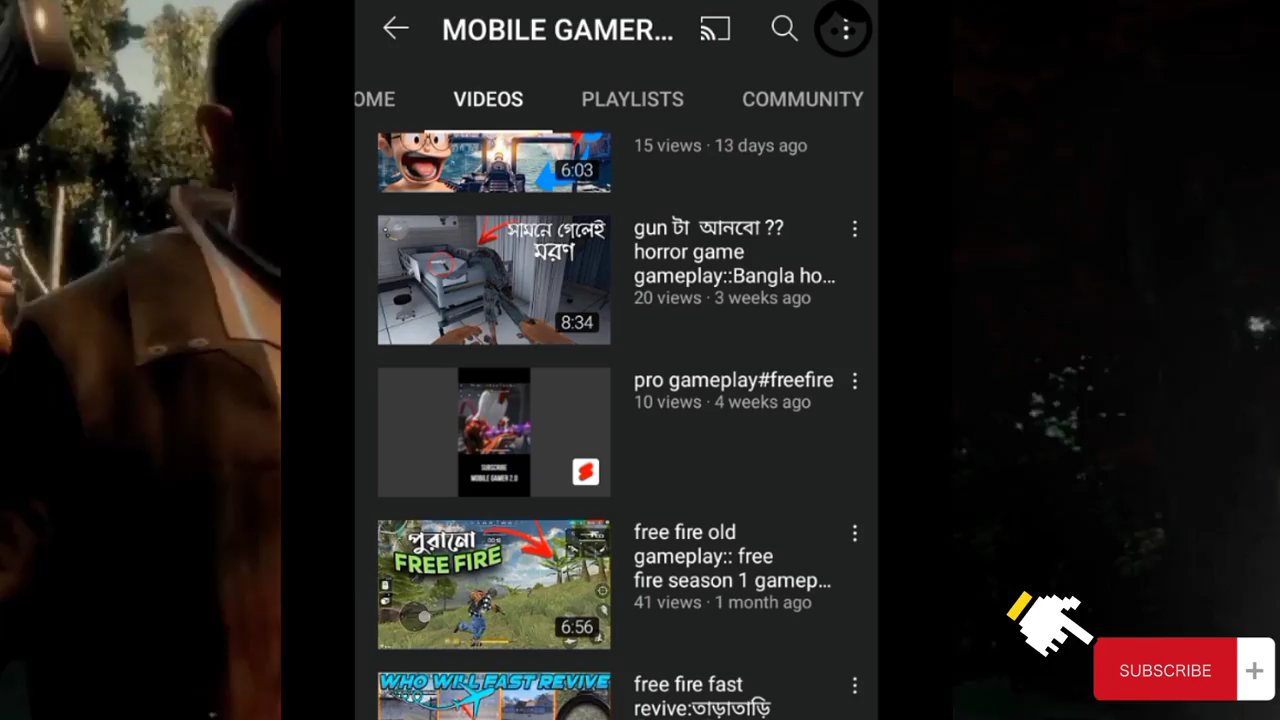 MOBILE GAMER...
OME VIDEOS PLAYLISTS COMMUNITY
6:03
15 views · 13 days ago
সামনে গেলেই
মরণ
8:34
gun টা আনবো ??
horror game
gameplay::Bangla ho...
20 views · 3 weeks ago
SUBSCRIBE
MOBILE GAMER 2.0
pro gameplay#freefire
10 views · 4 weeks ago
পুরানো
FREE FIRE
6:56
free fire old
gameplay:: free
fire season 1 gamep...
41 views · 1 month ago
WHO WILL FAST REVIVE
free fire fast
revive:তাড়াতাড়ি
SUBSCRIBE